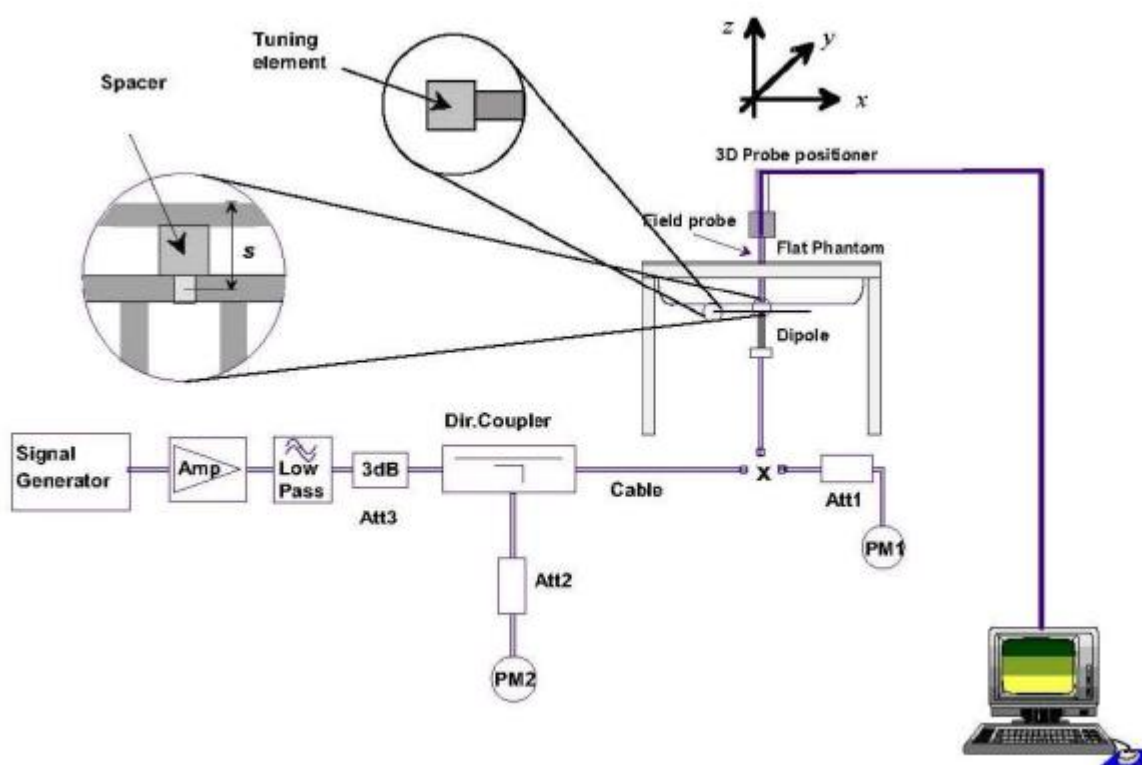 Tuning
element
Spacer
z
y
x
3D Probe positioner
Field probe
Flat Phantom
s
Dipole
Dir.Coupler
Signal
Generator
Amp
Low
Pass
3dB
Att3
Cable
x
Att1
PM1
Att2
PM2